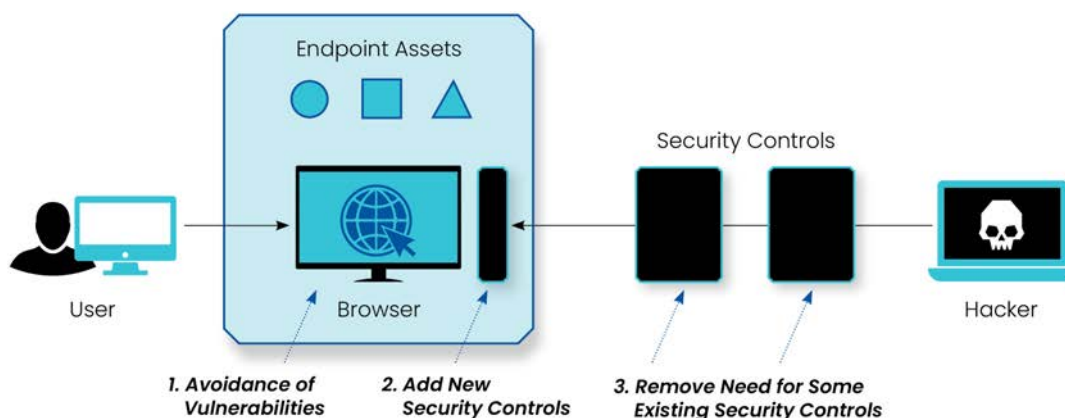 Endpoint Assets
Security Controls
User
Browser
Hacker
1. Avoidance of
Vulnerabilities
2. Add New
Security Controls
3. Remove Need for Some
Existing Security Controls